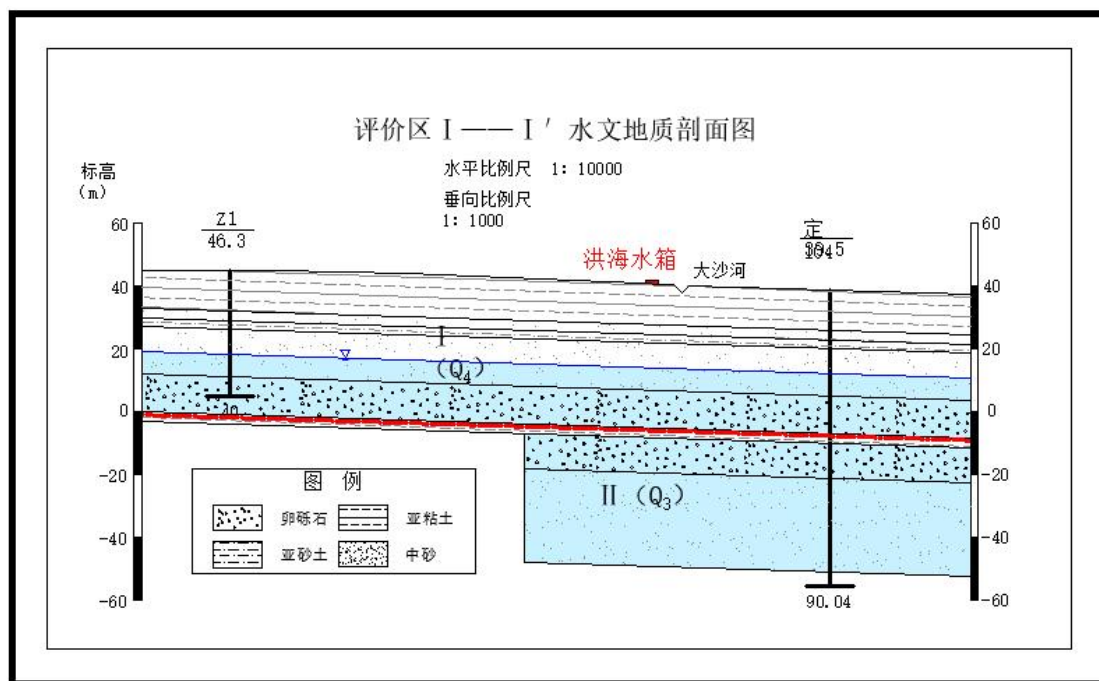 评价区 I —— I′ 水文地质剖面图
水平比例尺 1: 10000
垂向比例尺
1: 1000
标高
(m)
60
40
20
0
-20
-40
-60
Z1
46.3
40
洪海水箱
大沙河
定
I
(Q4)
II (Q3)
90.04
60
40
20
0
-20
-40
-60
图 例
卵砾石
亚粘土
亚砂土
中砂